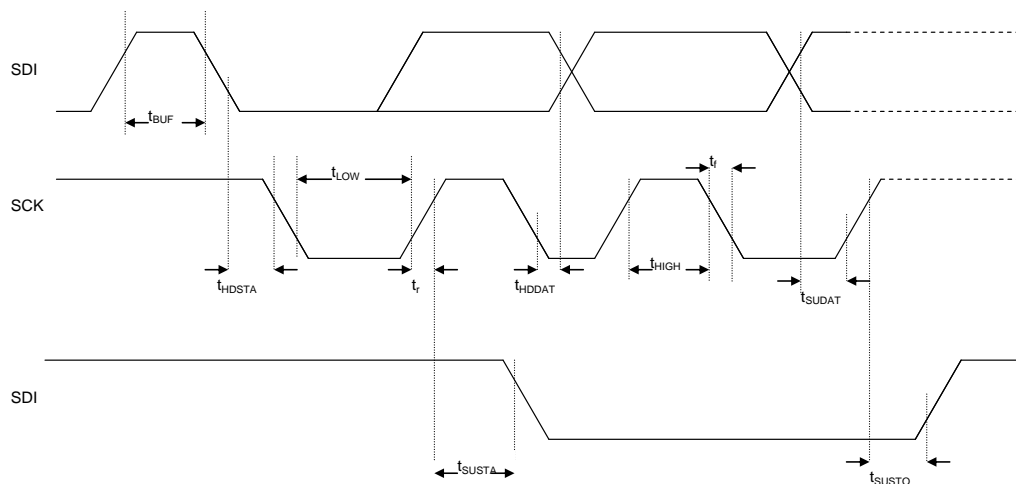 SDI
tBUF
tf
tLOW
SCK
tHDSTA
tr
tHDDAT
tHIGH
tSUDAT
SDI
tSUSTA
tSUSTO